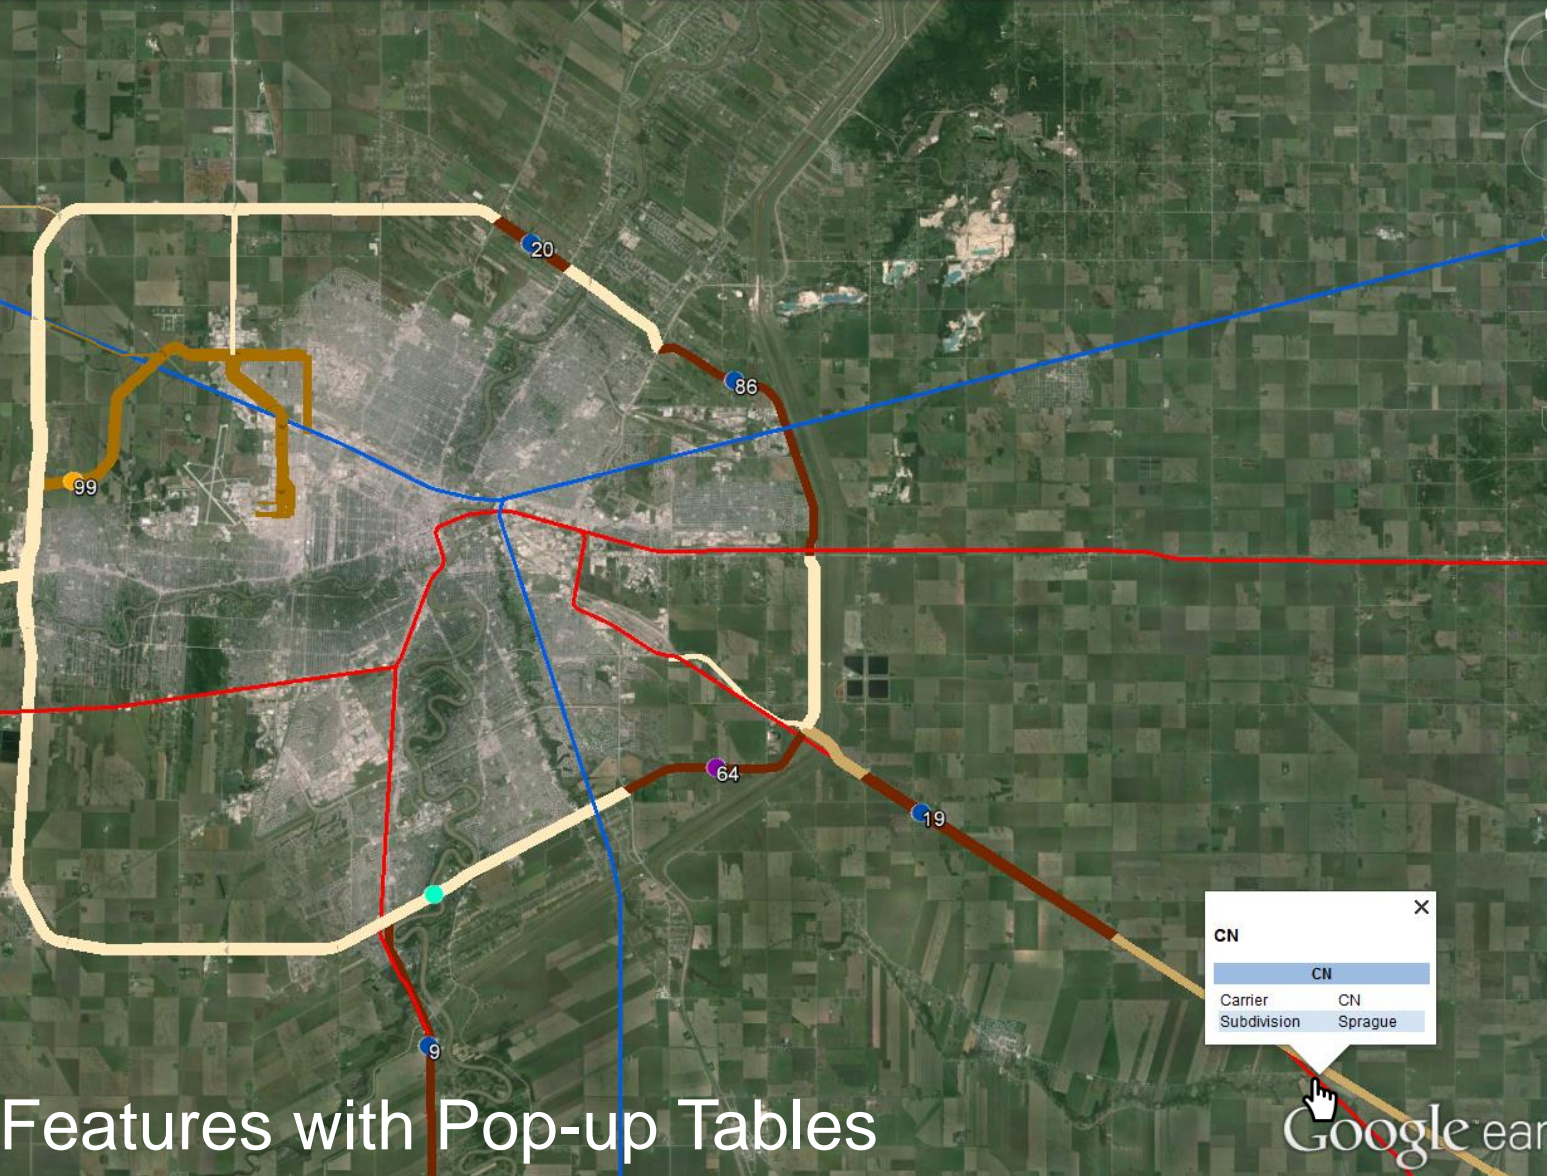 20
86
99
64
19
CN
CN
Carrier CN
Subdivision Sprague
9
Features with Pop-up Tables
Google ear